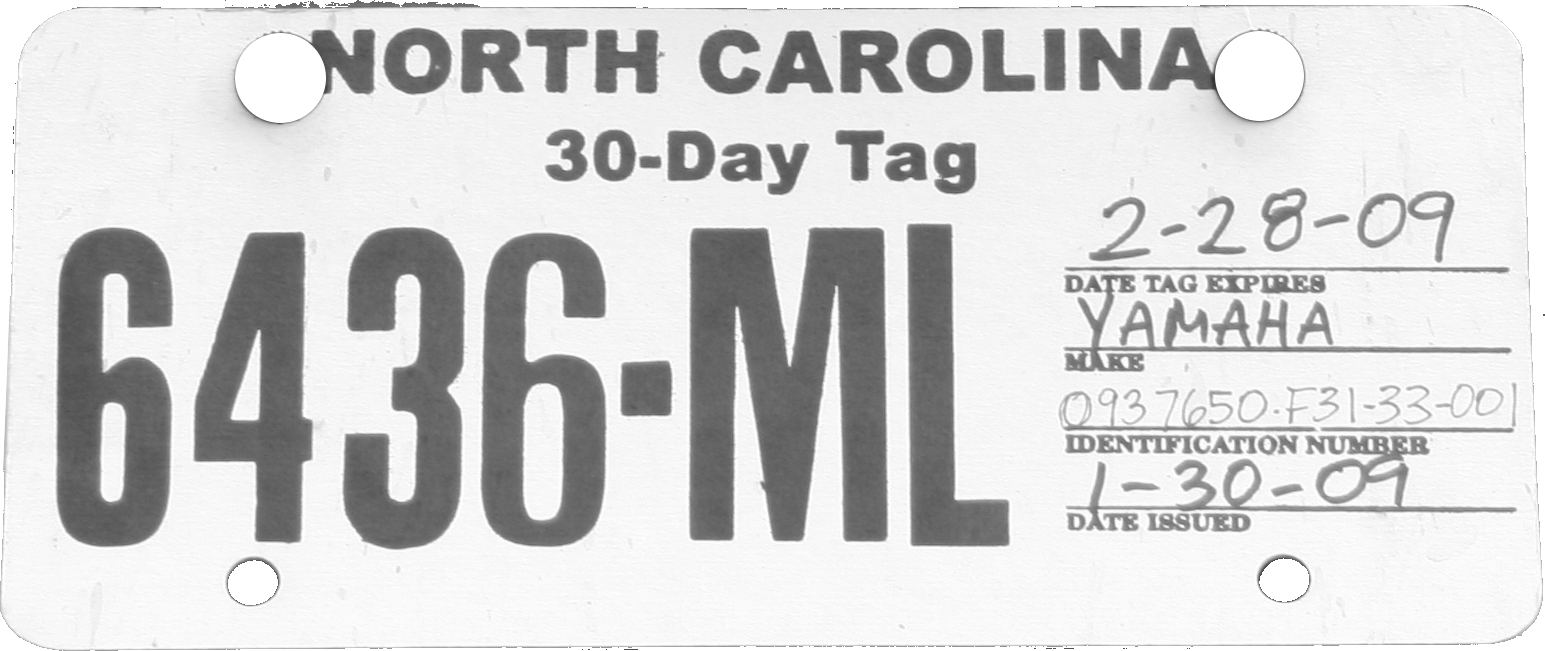 NORTH CAROLINA
30-Day Tag
6436-ML
2-28-09
DATE TAG EXPIRES
YAMAHA
MAKE
0937650.F31-33-001
IDENTIFICATION NUMBER
1-30-09
DATE ISSUED